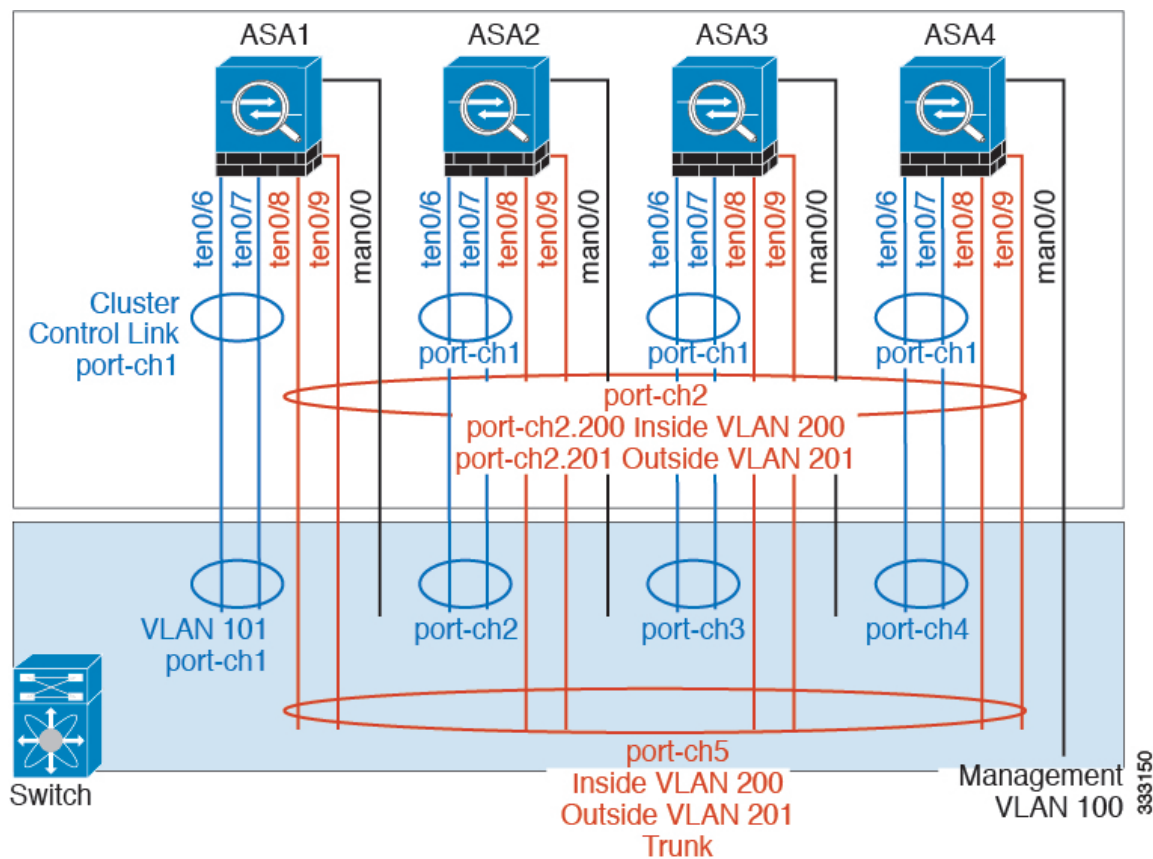 ASA1
ASA2
ASA3
ASA4
ten0/6
ten0/7
ten0/8
ten0/9
man0/0
ten0/6
ten0/7
ten0/8
ten0/9
man0/0
ten0/6
ten0/7
ten0/8
ten0/9
man0/0
ten0/6
ten0/7
ten0/8
ten0/9
man0/0
Cluster
Control Link
port-ch1
port-ch1
port-ch1
port-ch1
port-ch2
port-ch2.200 Inside VLAN 200
port-ch2.201 Outside VLAN 201
VLAN 101
port-ch1
port-ch2
port-ch3
port-ch4
Switch
port-ch5
Inside VLAN 200
Outside VLAN 201
Trunk
Management
VLAN 100
333150